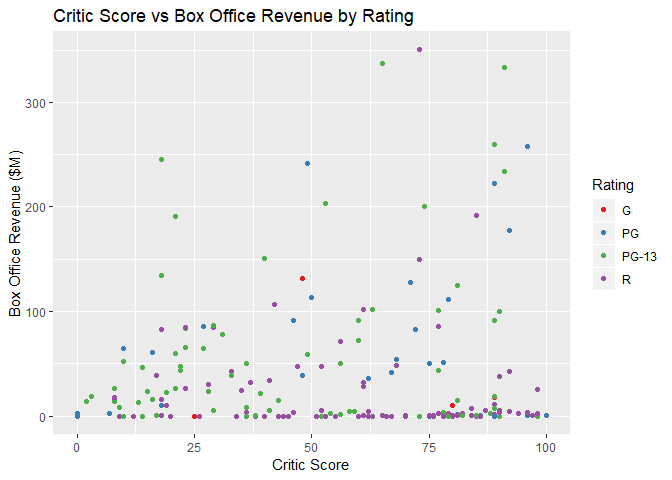 Critic Score vs Box Office Revenue by Rating
Box Office Revenue ($M)
300
200
100
0
0 25 50 75 100
Critic Score
Rating
G
PG
PG-13
R